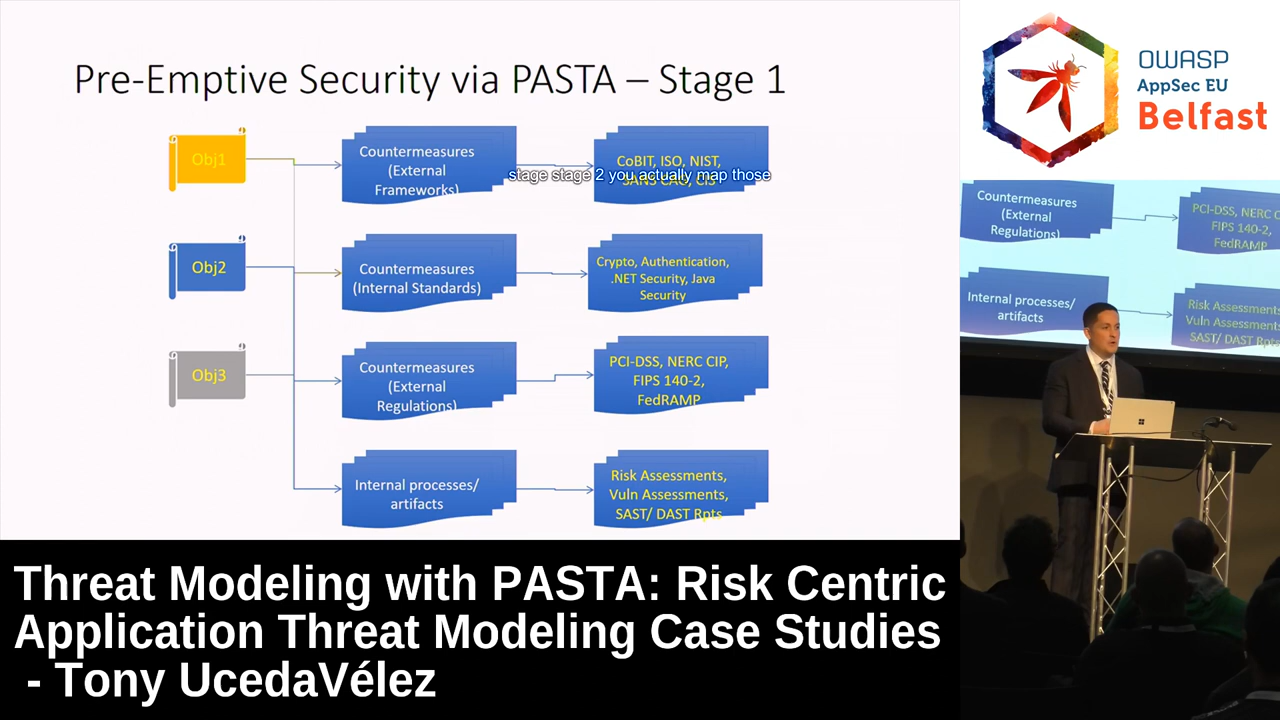 Pre-Emptive Security via PASTA – Stage 1
Obj1
Countermeasures
(External
Frameworks)
CoBIT, ISO, NIST,
SANS CAG, CIS
stage stage 2 you actually map those
Obj2
Countermeasures
(Internal Standards)
Crypto, Authentication,
.NET Security, Java
Security
Obj3
Countermeasures
(External
Regulations)
PCI-DSS, NERC CIP,
FIPS 140-2,
FedRAMP
Internal processes/
artifacts
Risk Assessments,
Vuln Assessments,
SAST/ DAST Rpts
OWASP
AppSec EU
Belfast
Countermeasures
(External
Regulations)
PCI-DSS, NERC C
FIPS 140-2,
FedRAMP
Internal processes/
artifacts
Risk Assessments
Vuln Assessments
SAST/ DAST Rpts
Threat Modeling with PASTA: Risk Centric
Application Threat Modeling Case Studies
- Tony UcedaVélez